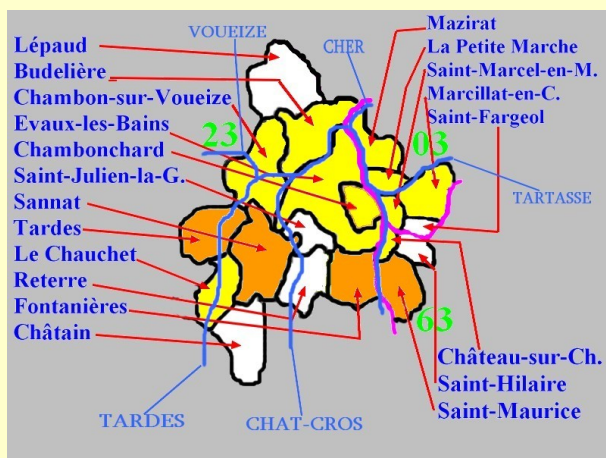 VOUEIZE
CHER
Lépaud
Budelière
Chambon-sur-Voueize
Evaux-les-Bains
Chambonchard
Saint-Julien-la-G.
Sannat
Tardes
Le Chauchet
Reterre
Fontanières
Châtain
Mazirat
La Petite Marche
Saint-Marcel-en-M.
Marcillat-en-C.
Saint-Fargeol
23
03
TARTASSE
63
Château-sur-Ch.
Saint-Hilaire
Saint-Maurice
TARDES
CHAT-CROS